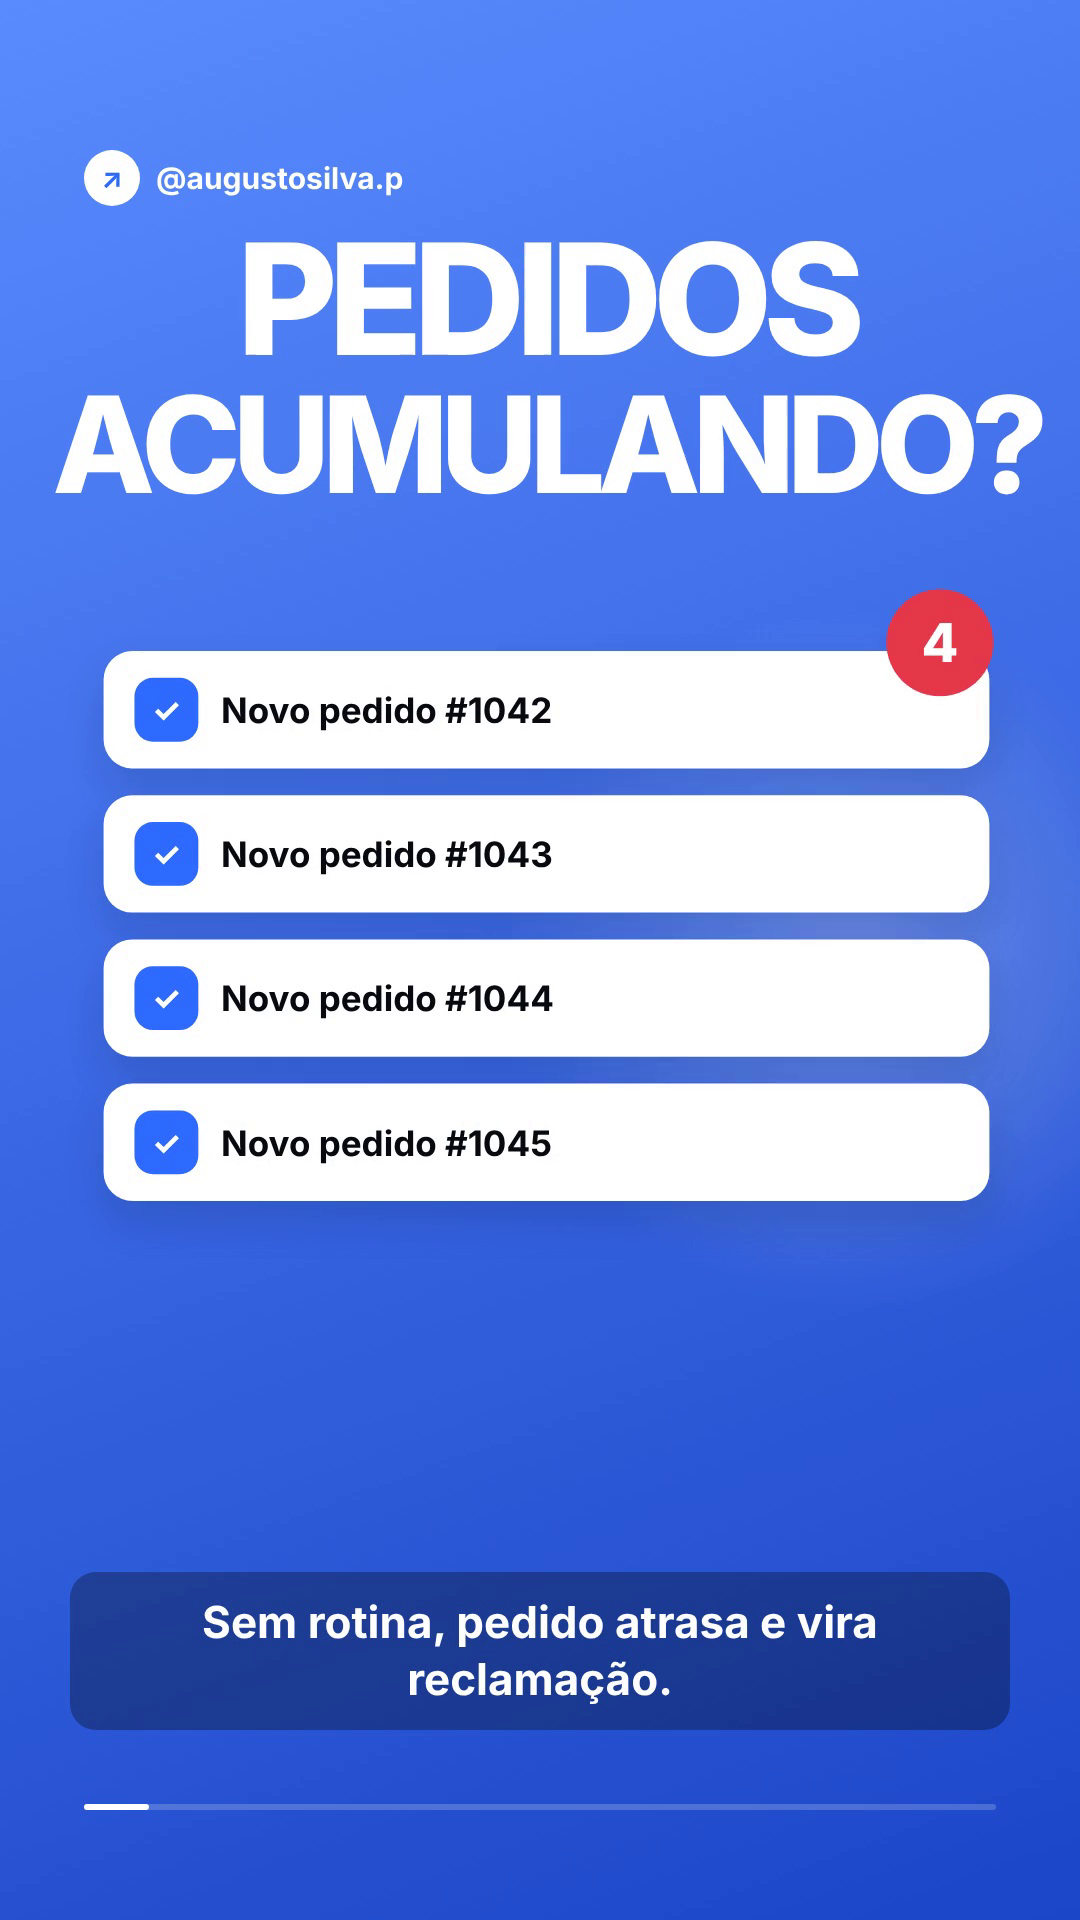 @augustosilva.p
PEDIDOS
ACUMULANDO?
4
Novo pedido #1042
Novo pedido #1043
Novo pedido #1044
Novo pedido #1045
Sem rotina, pedido atrasa e vira
reclamação.